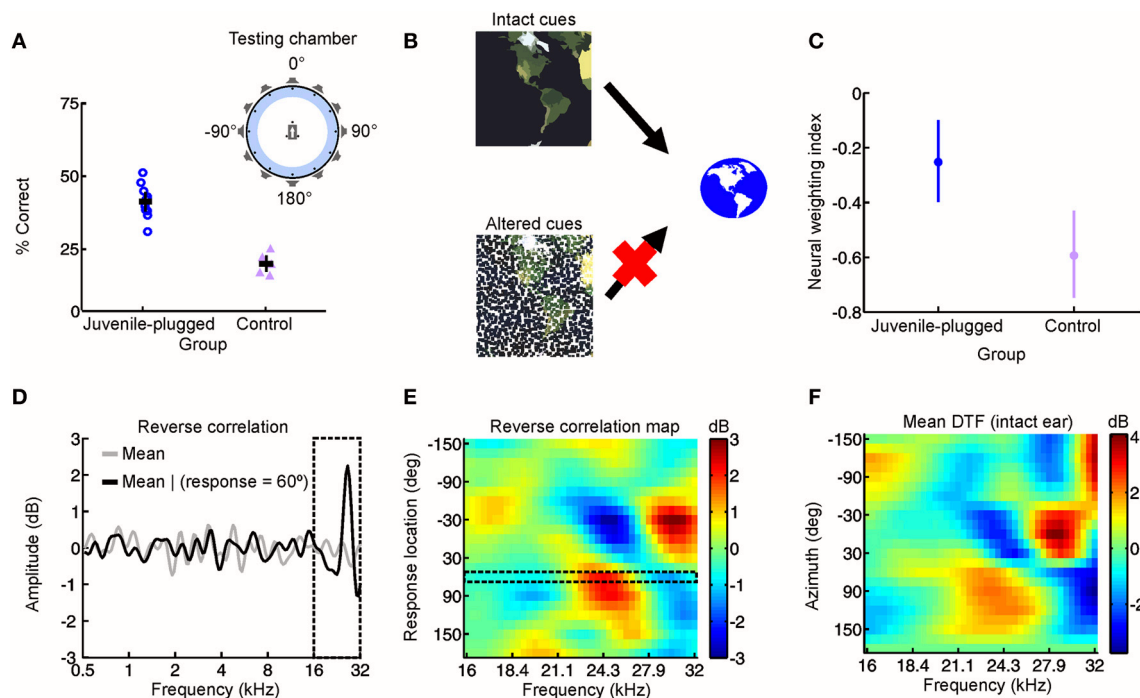 A
Testing chamber
0°
-90°
90°
180°
75
50
25
0
% Correct
Juvenile-plugged
Control
Group
B
Intact cues
Altered cues
C
0
-0.2
-0.4
-0.6
-0.8
Neural weighting index
Juvenile-plugged
Control
Group
D
Reverse correlation
Mean
Mean | (response = 60º)
3
2
1
0
-1
-2
-3
Amplitude (dB)
0.5
1
2
4
8
16
32
Frequency (kHz)
E
Reverse correlation map
dB
-150
-90
-30
30
90
150
Response location (deg)
16
18.4
21.1
24.3
27.9
32
Frequency (kHz)
3
2
1
0
-1
-2
-3
F
Mean DTF (intact ear)
dB
-150
-90
-30
30
90
150
Azimuth (deg)
16
18.4
21.1
24.3
27.9
32
Frequency (kHz)
4
2
0
-2